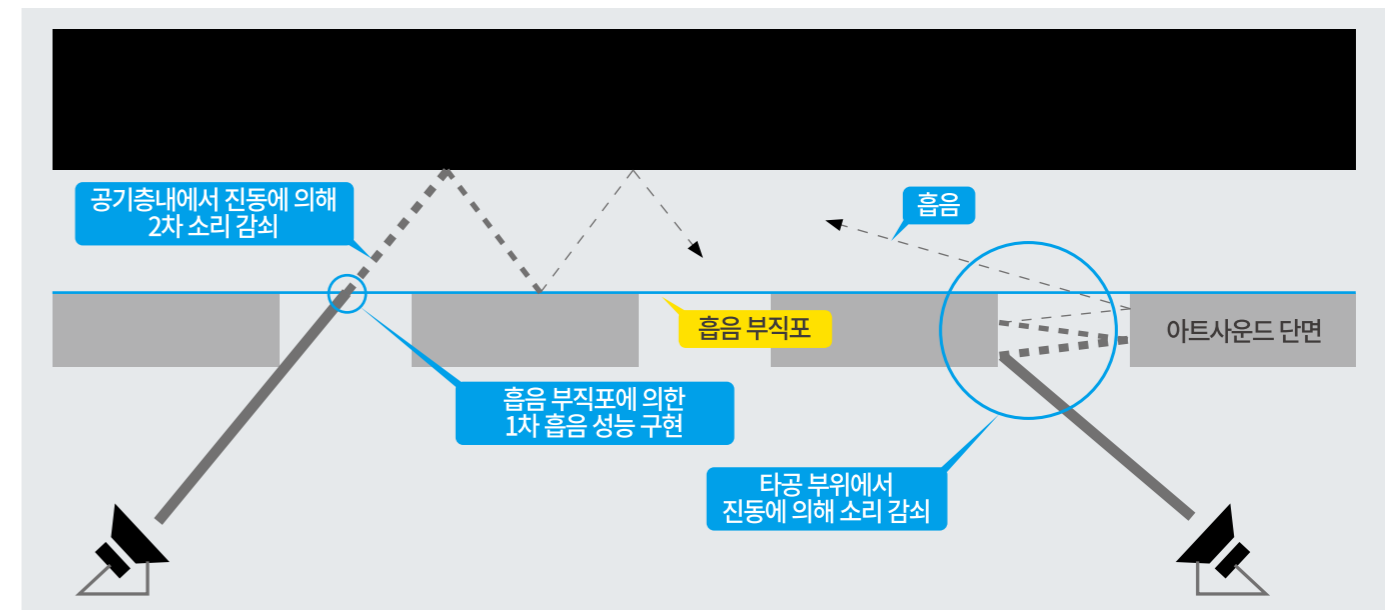 공기층내에서 진동에 의해
2차 소리 감쇠
흡음
흡음 부직포
아트사운드 단면
흡음 부직포에 의한
1차 흡음 성능 구현
타공 부위에서
진동에 의해 소리 감쇠